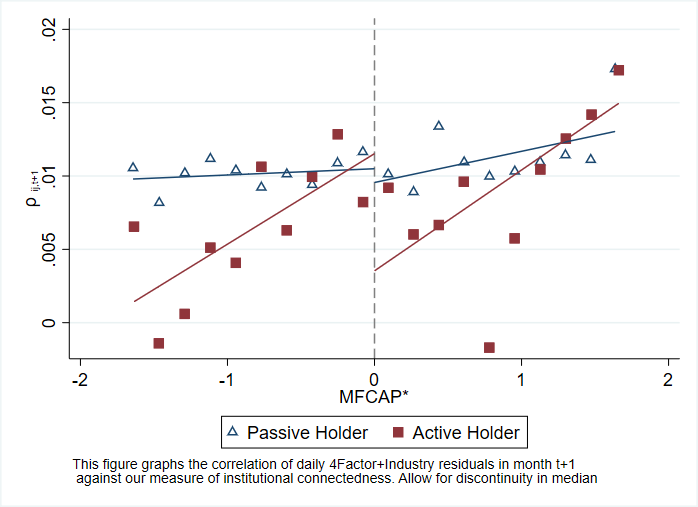 .02
.015
.01
.005
0
ρ ij,t+1
-2 -1 0 1 2
MFCAP*
Passive Holder Active Holder
This figure graphs the correlation of daily 4Factor+Industry residuals in month t+1
against our measure of institutional connectedness. Allow for discontinuity in median